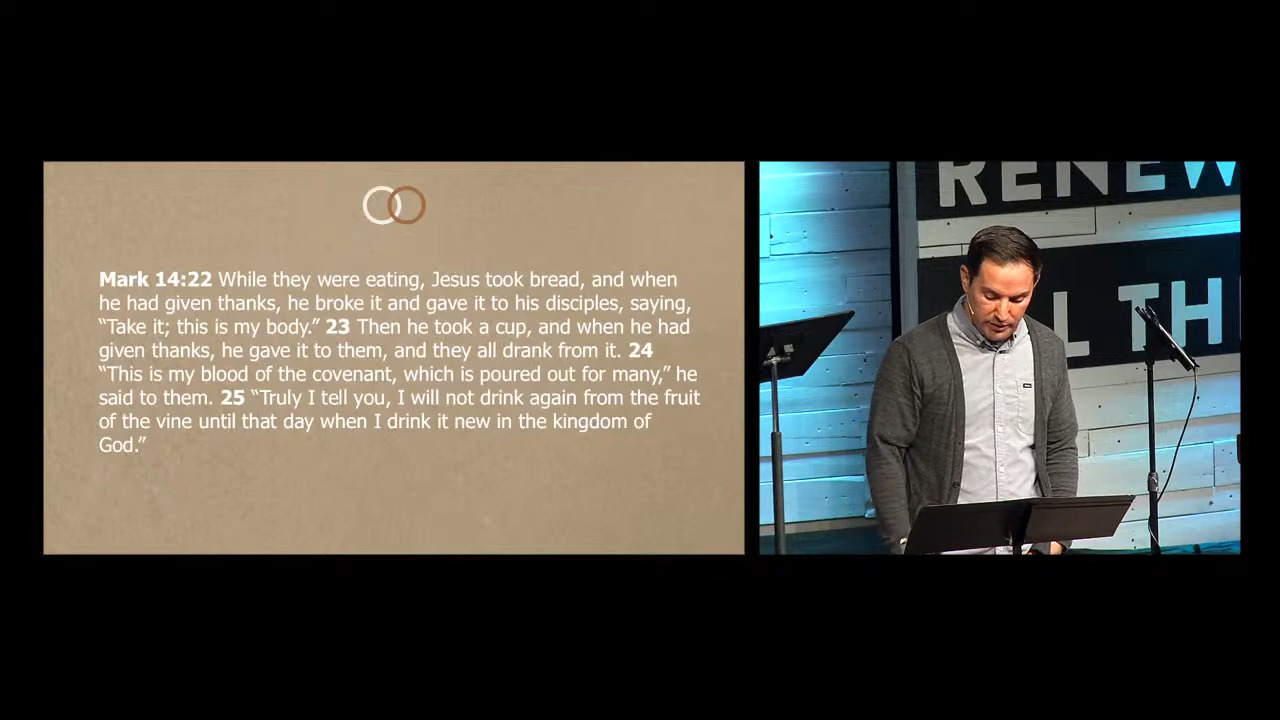 Mark 14:22 While they were eating, Jesus took bread, and when
he had given thanks, he broke it and gave it to his disciples, saying,
“Take it; this is my body.” 23 Then he took a cup, and when he had
given thanks, he gave it to them, and they all drank from it. 24
“This is my blood of the covenant, which is poured out for many,” he
said to them. 25 “Truly I tell you, I will not drink again from the fruit
of the vine until that day when I drink it new in the kingdom of
God.”
RENEW
L TH